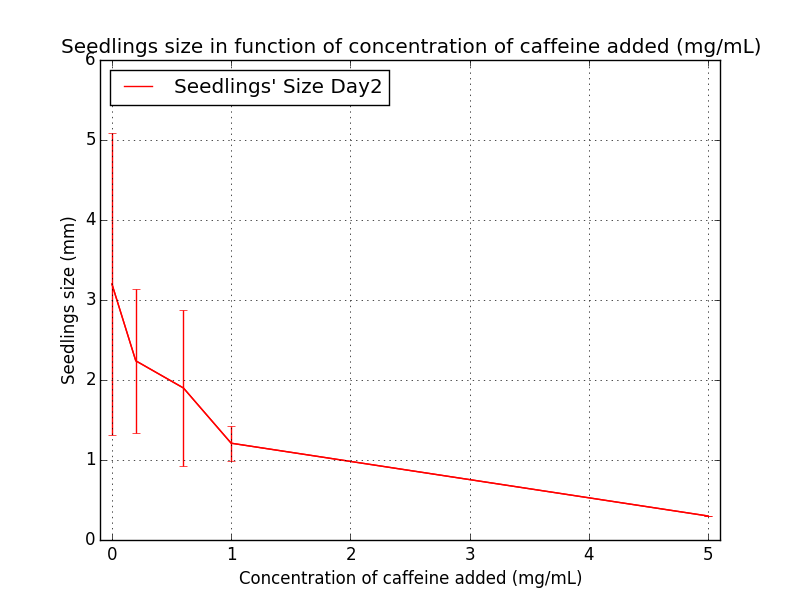 Seedlings size in function of concentration of caffeine added (mg/mL)
Seedlings' Size Day2
6
5
4
3
2
1
0
Seedlings size (mm)
0 1 2 3 4 5
Concentration of caffeine added (mg/mL)